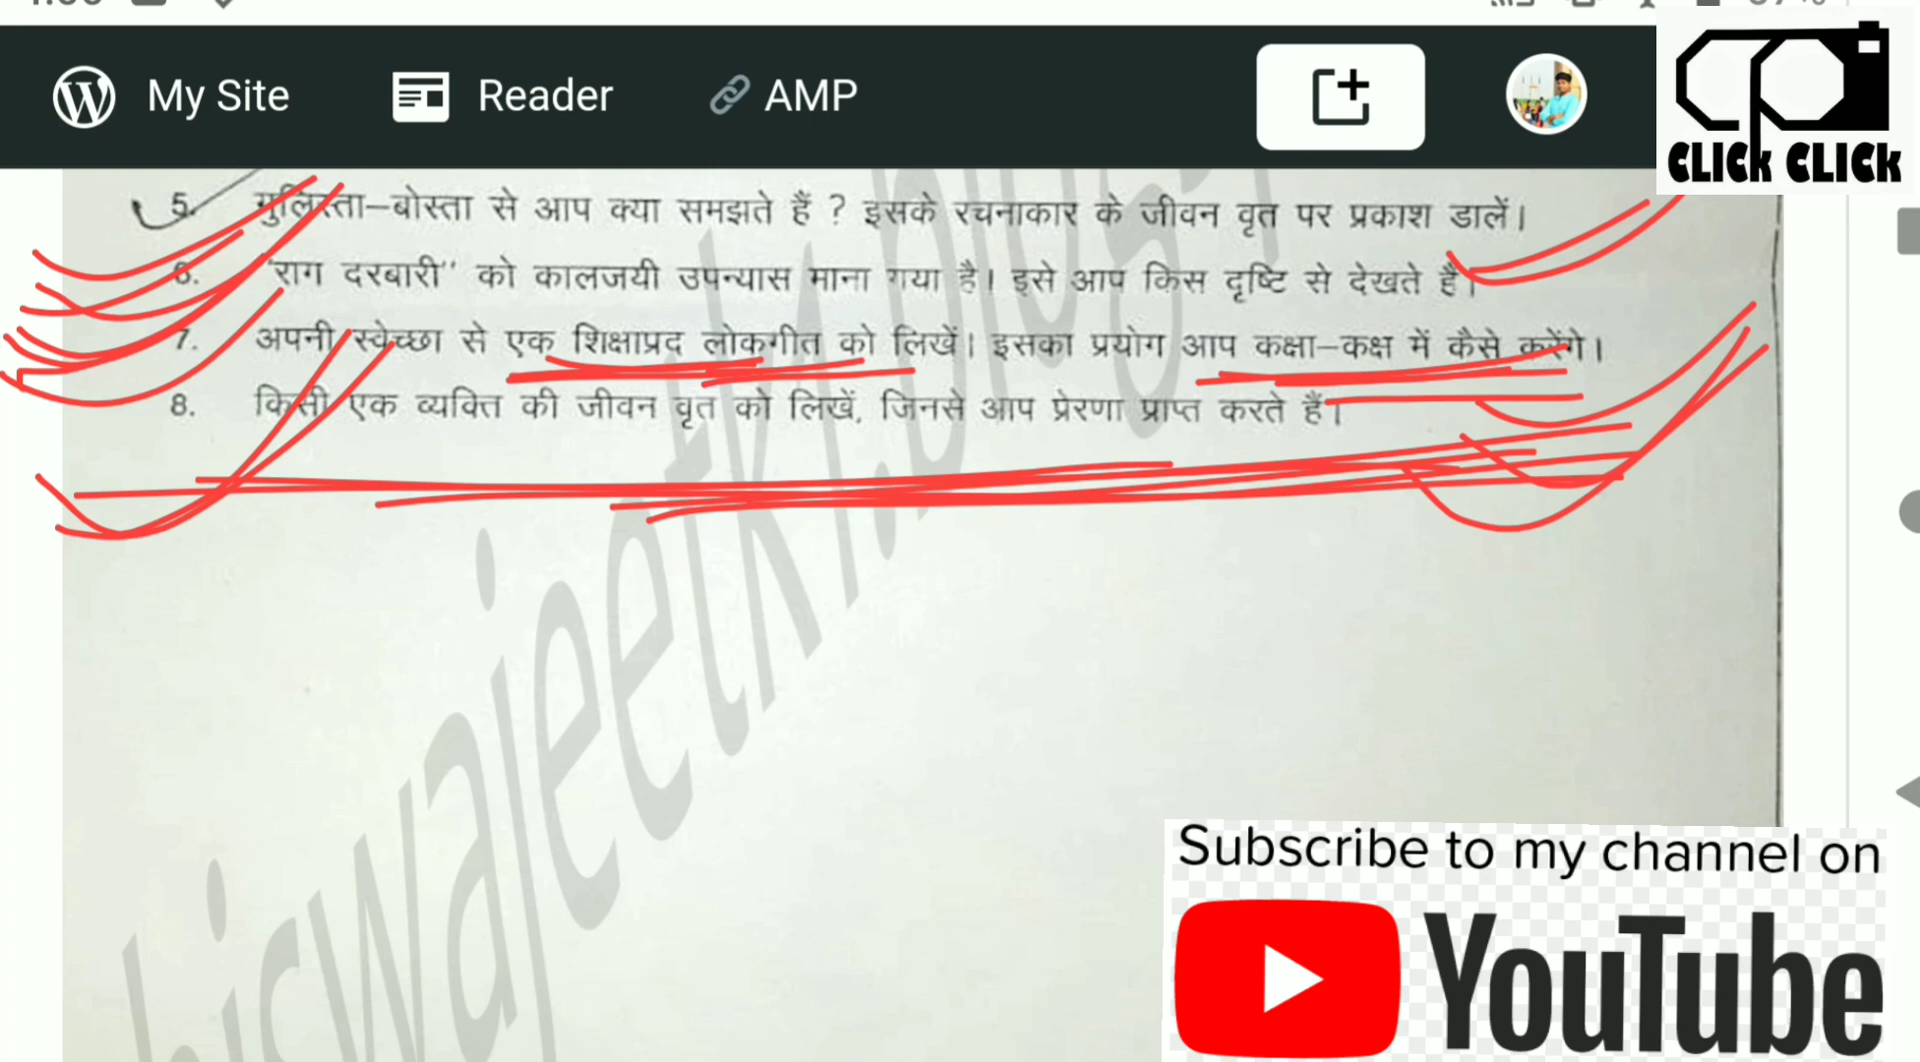 My Site Reader AMP
CLICK CLICK
5. गुलिस्ता–बोस्ता से आप क्या समझते हैं ? इसके रचनाकार के जीवन वृत पर प्रकाश डालें।
6. "राग दरबारी" को कालजयी उपन्यास माना गया है। इसे आप किस दृष्टि से देखते हैं।
7. अपनी स्वेच्छा से एक शिक्षाप्रद लोकगीत को लिखें। इसका प्रयोग आप कक्षा–कक्ष में कैसे करेंगे।
8. किसी एक व्यक्ति की जीवन वृत को लिखें, जिनसे आप प्रेरणा प्राप्त करते हैं।
Subscribe to my channel on
YouTube